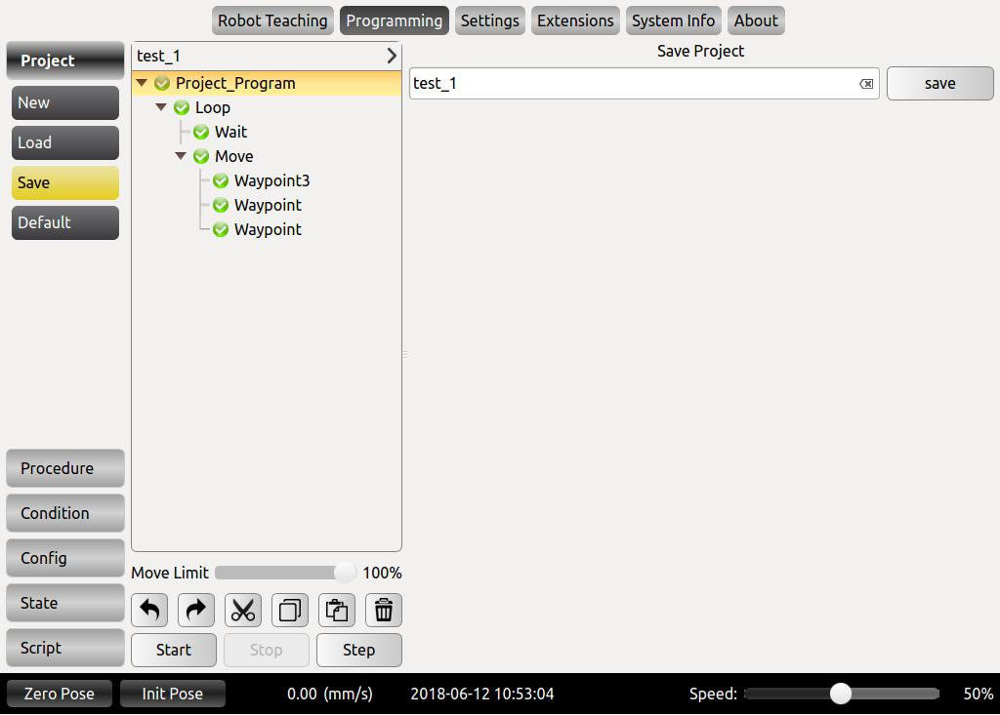 Robot Teaching Programming Settings Extensions System Info About
Project
New
Load
Save
Default
Procedure
Condition
Config
State
Script
test_1
Project_Program
Loop
Wait
Move
Waypoint3
Waypoint
Waypoint
Move Limit 100%
Start Stop Step
Save Project
test_1 save
Zero Pose Init Pose 0.00 (mm/s) 2018-06-12 10:53:04 Speed: 50%